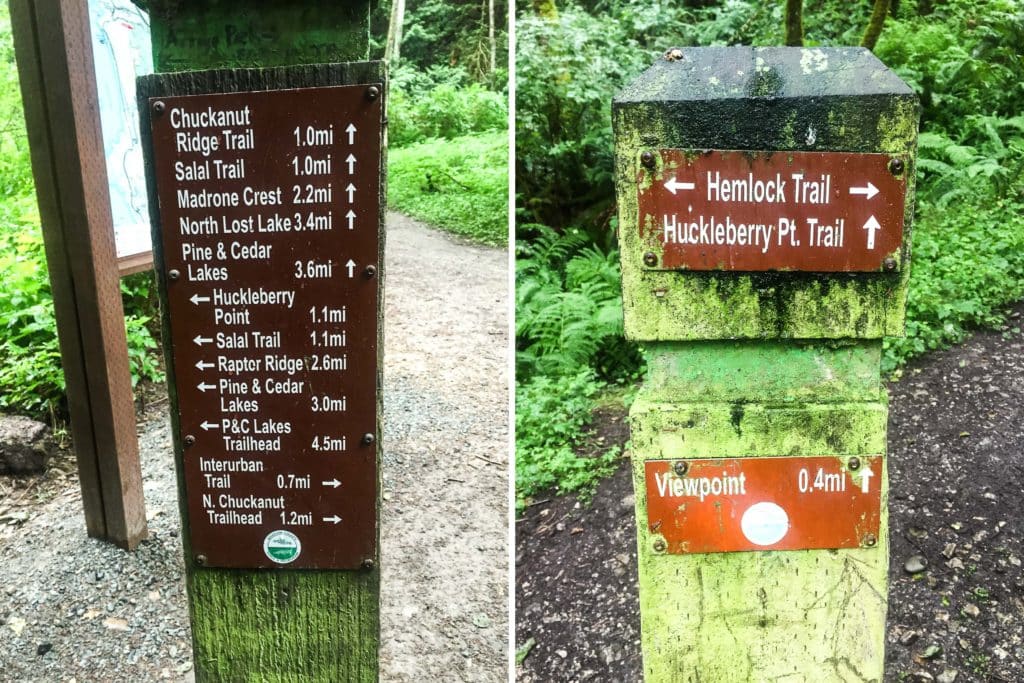 Chuckanut
Ridge Trail 1.0mi ↑
Salal Trail 1.0mi ↑
Madrone Crest 2.2mi ↑
North Lost Lake 3.4mi ↑
Pine & Cedar
Lakes 3.6mi ↑
← Huckleberry
Point 1.1mi
← Salal Trail 1.1mi
← Raptor Ridge 2.6mi
← Pine & Cedar
Lakes 3.0mi
← P&C Lakes
Trailhead 4.5mi
Interurban
Trail 0.7mi →
N. Chuckanut
Trailhead 1.2mi →
← Hemlock Trail →
Huckleberry Pt. Trail ↑
Viewpoint 0.4mi ↑